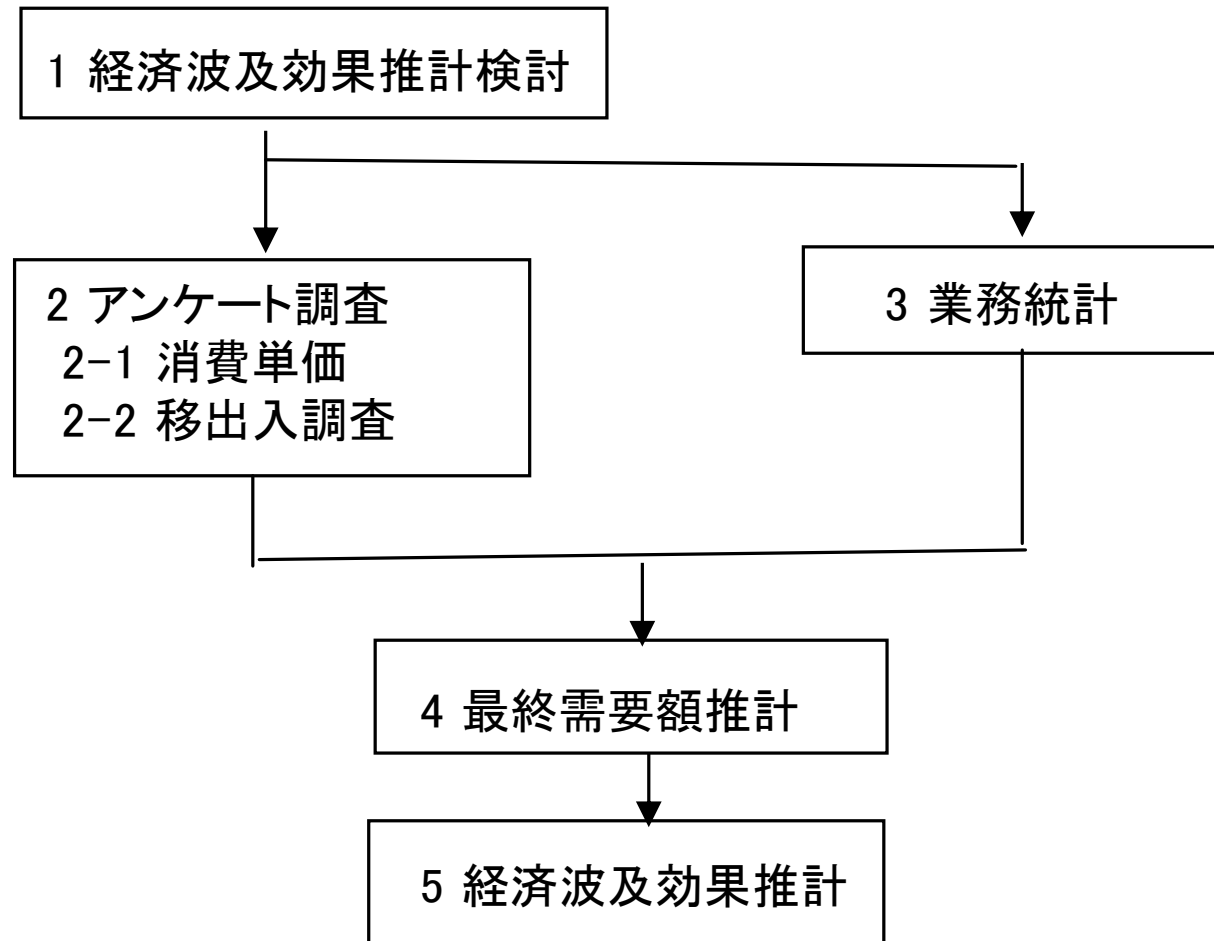 1 経済波及効果推計検討
2 アンケート調査
2-1 消費単価
2-2 移出入調査
3 業務統計
4 最終需要額推計
5 経済波及効果推計